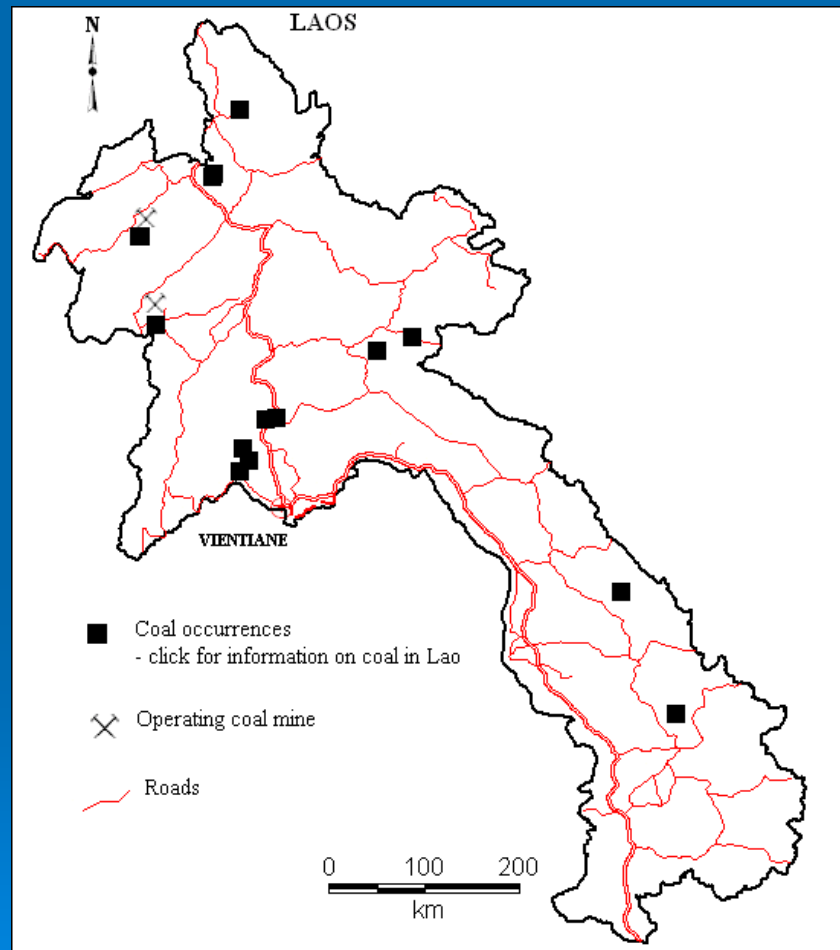 LAOS
N
VIENTIANE
Coal occurrences
- click for information on coal in Lao
Operating coal mine
Roads
0 100 200
km